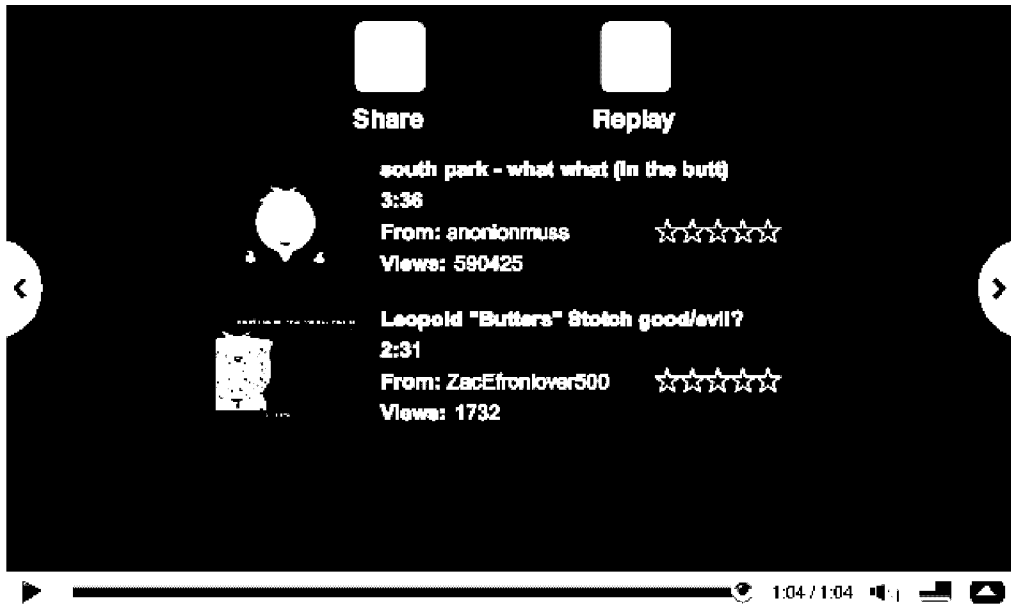 Share
Replay
south park - what what (in the butt)
3:36
From: anonionmuss
Views: 590425
Leopold "Butters" Stotch good/evil?
2:31
From: ZacEfronlover500
Views: 1732
1:04 / 1:04